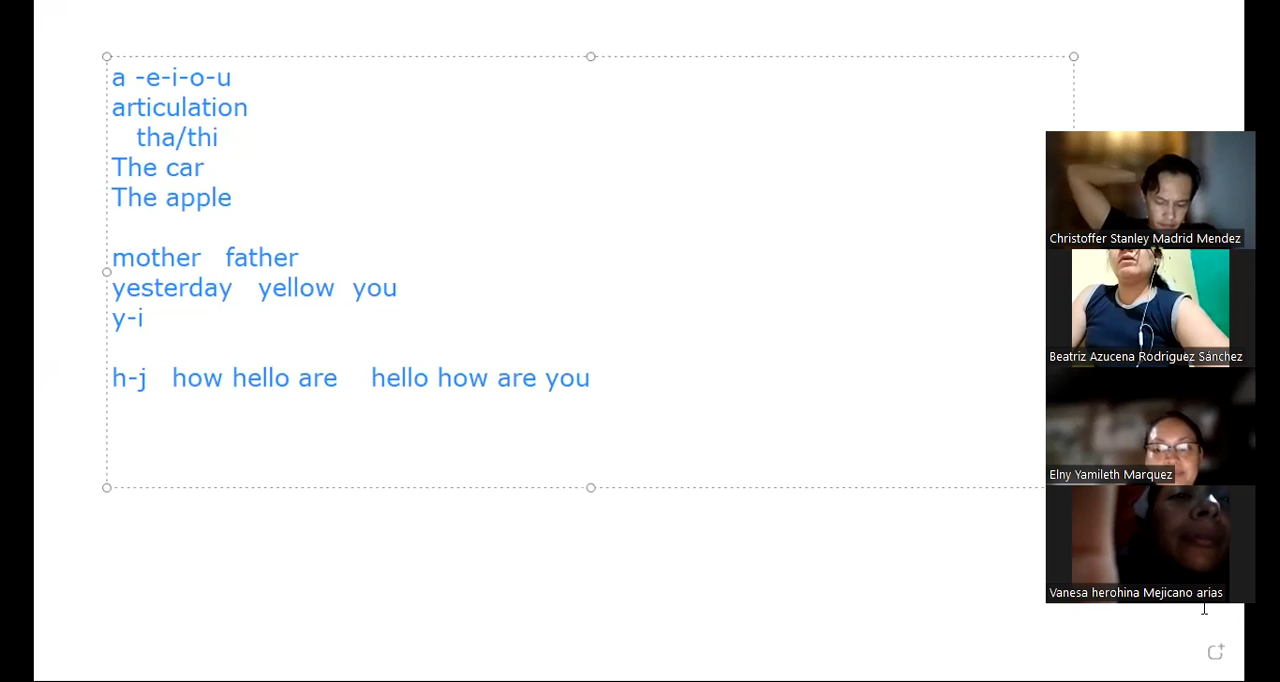 a -e-i-o-u
articulation
tha/thi
The car
The apple
mother father
yesterday yellow you
y-i
h-j how hello are hello how are you
Christoffer Stanley Madrid Mendez
Beatriz Azucena Rodriguez Sánchez
Elny Yamileth Marquez
Vanesa herohina Mejicano arias